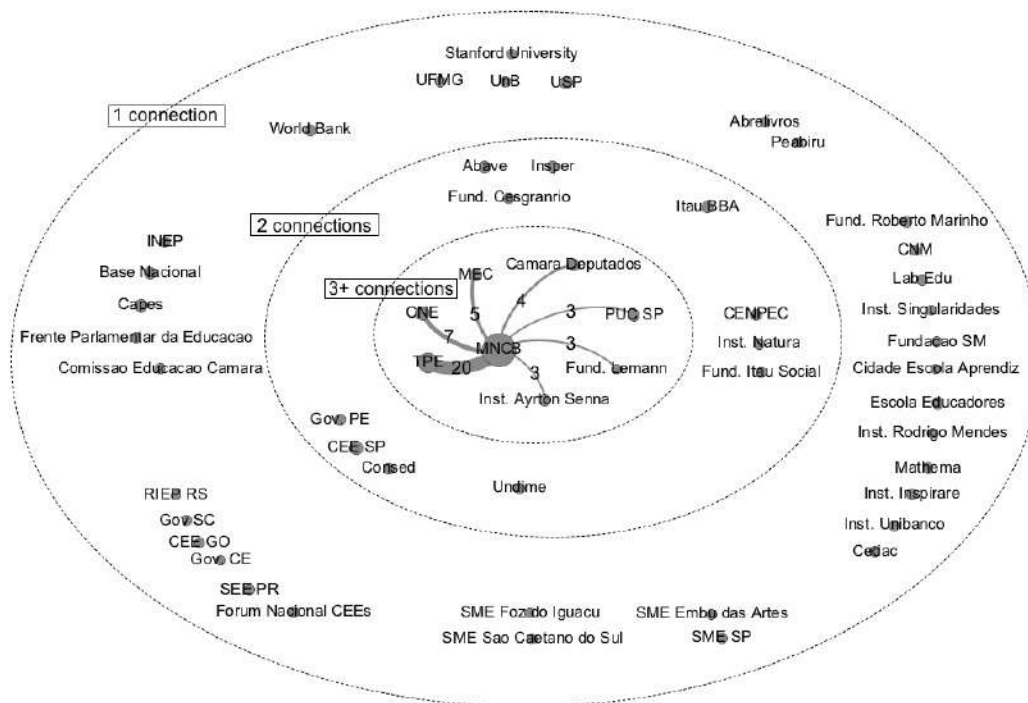 Stanford University
UFMG
UnB
USP
1 connection
World Bank
Abrelivros
Peabiru
Abave
Insper
Fund. Cesgranrio
Itau BBA
2 connections
Fund. Roberto Marinho
INEP
CNM
Base Nacional
MEC
Camara Deputados
Lab Edu
3+ connections
4
Capes
CNE
5
3
PUC SP
CENPEC
Inst. Singularidades
7
Frente Parlamentar da Educacao
MNCB
3
Inst. Natura
Fundacao SM
TPE
20
Comissao Educacao Camara
3
Fund. Lemann
Fund. Itau Social
Cidade Escola Aprendiz
Inst. Ayrton Senna
Escola Educadores
Gov. PE
Inst. Rodrigo Mendes
CEE SP
Consed
Mathema
Undime
RIEP RS
Inst. Inspirare
Gov SC
Inst. Unibanco
CEE GO
Gov. CE
Cedac
SEE PR
Forum Nacional CEEs
SME Foz do Iguacu
SME Embu das Artes
SME Sao Caetano do Sul
SME SP